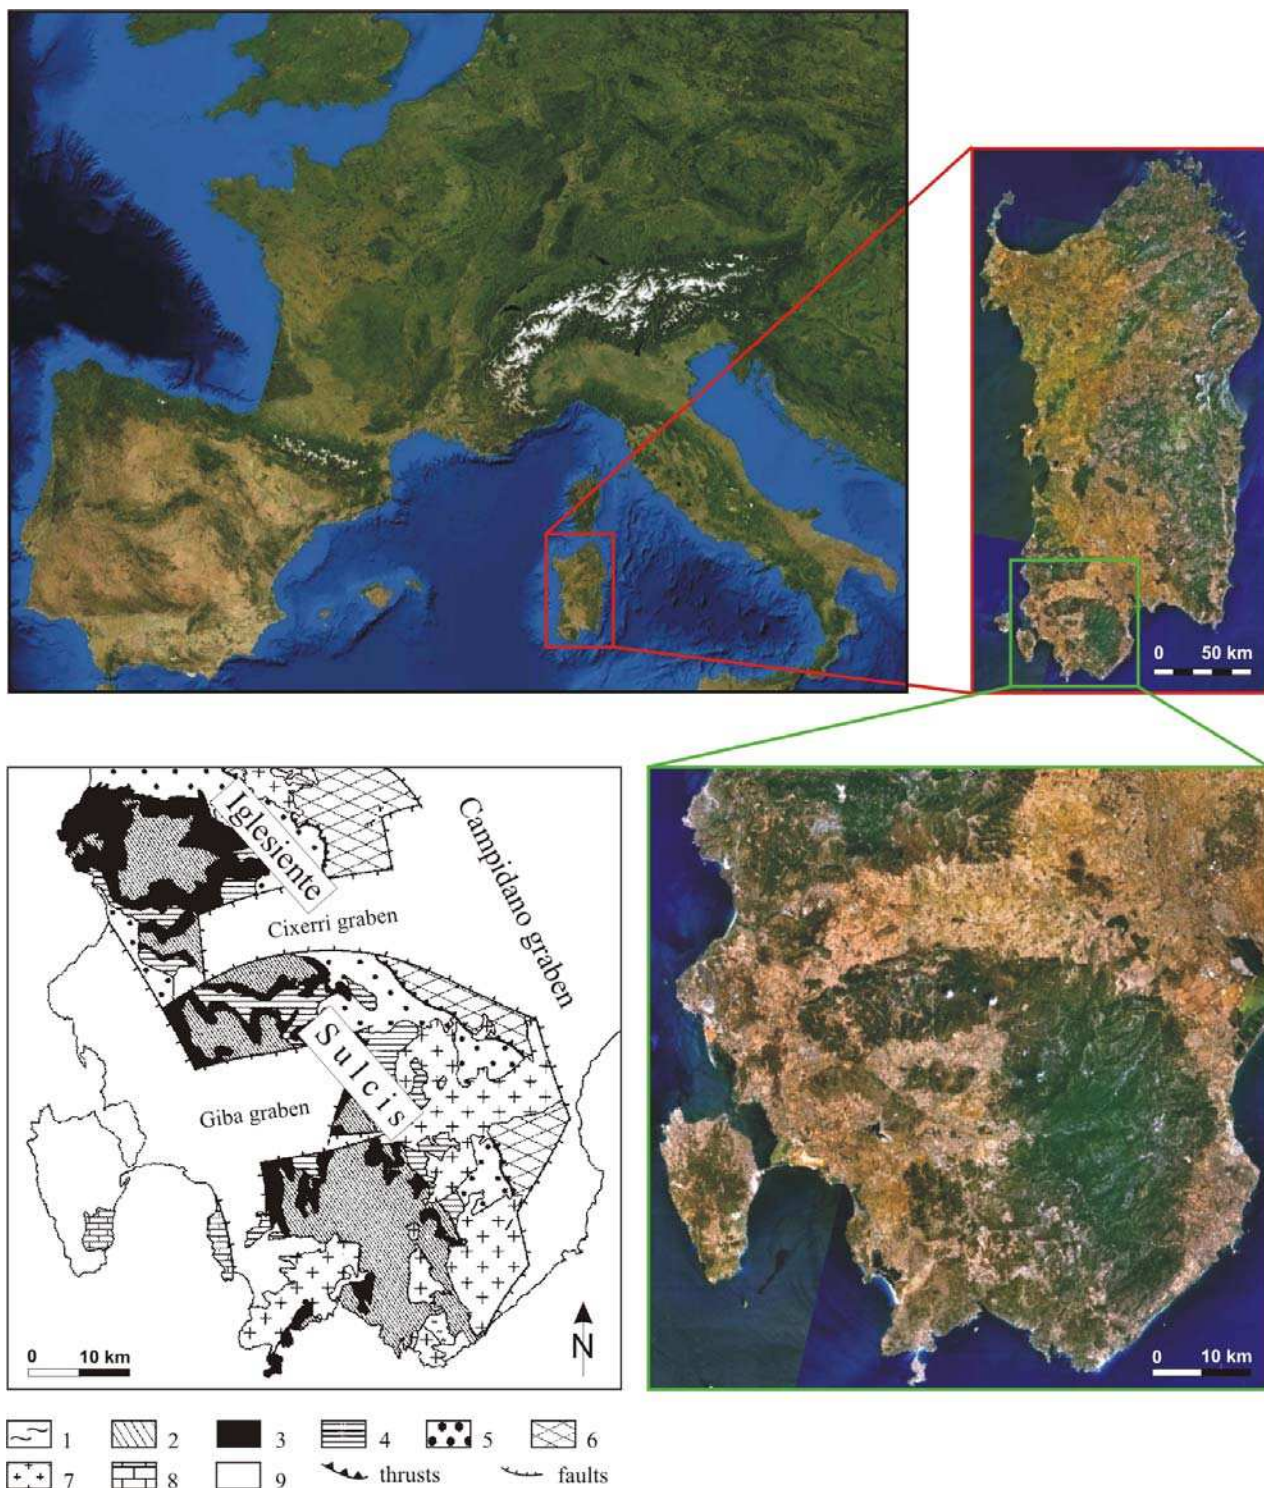 0 50 km
Iglesiente
Campidano graben
Cixerri graben
Sulcis
Giba graben
0 10 km
N
0 10 km
1 2 3 4 5 6
7 8 9 thrusts faults